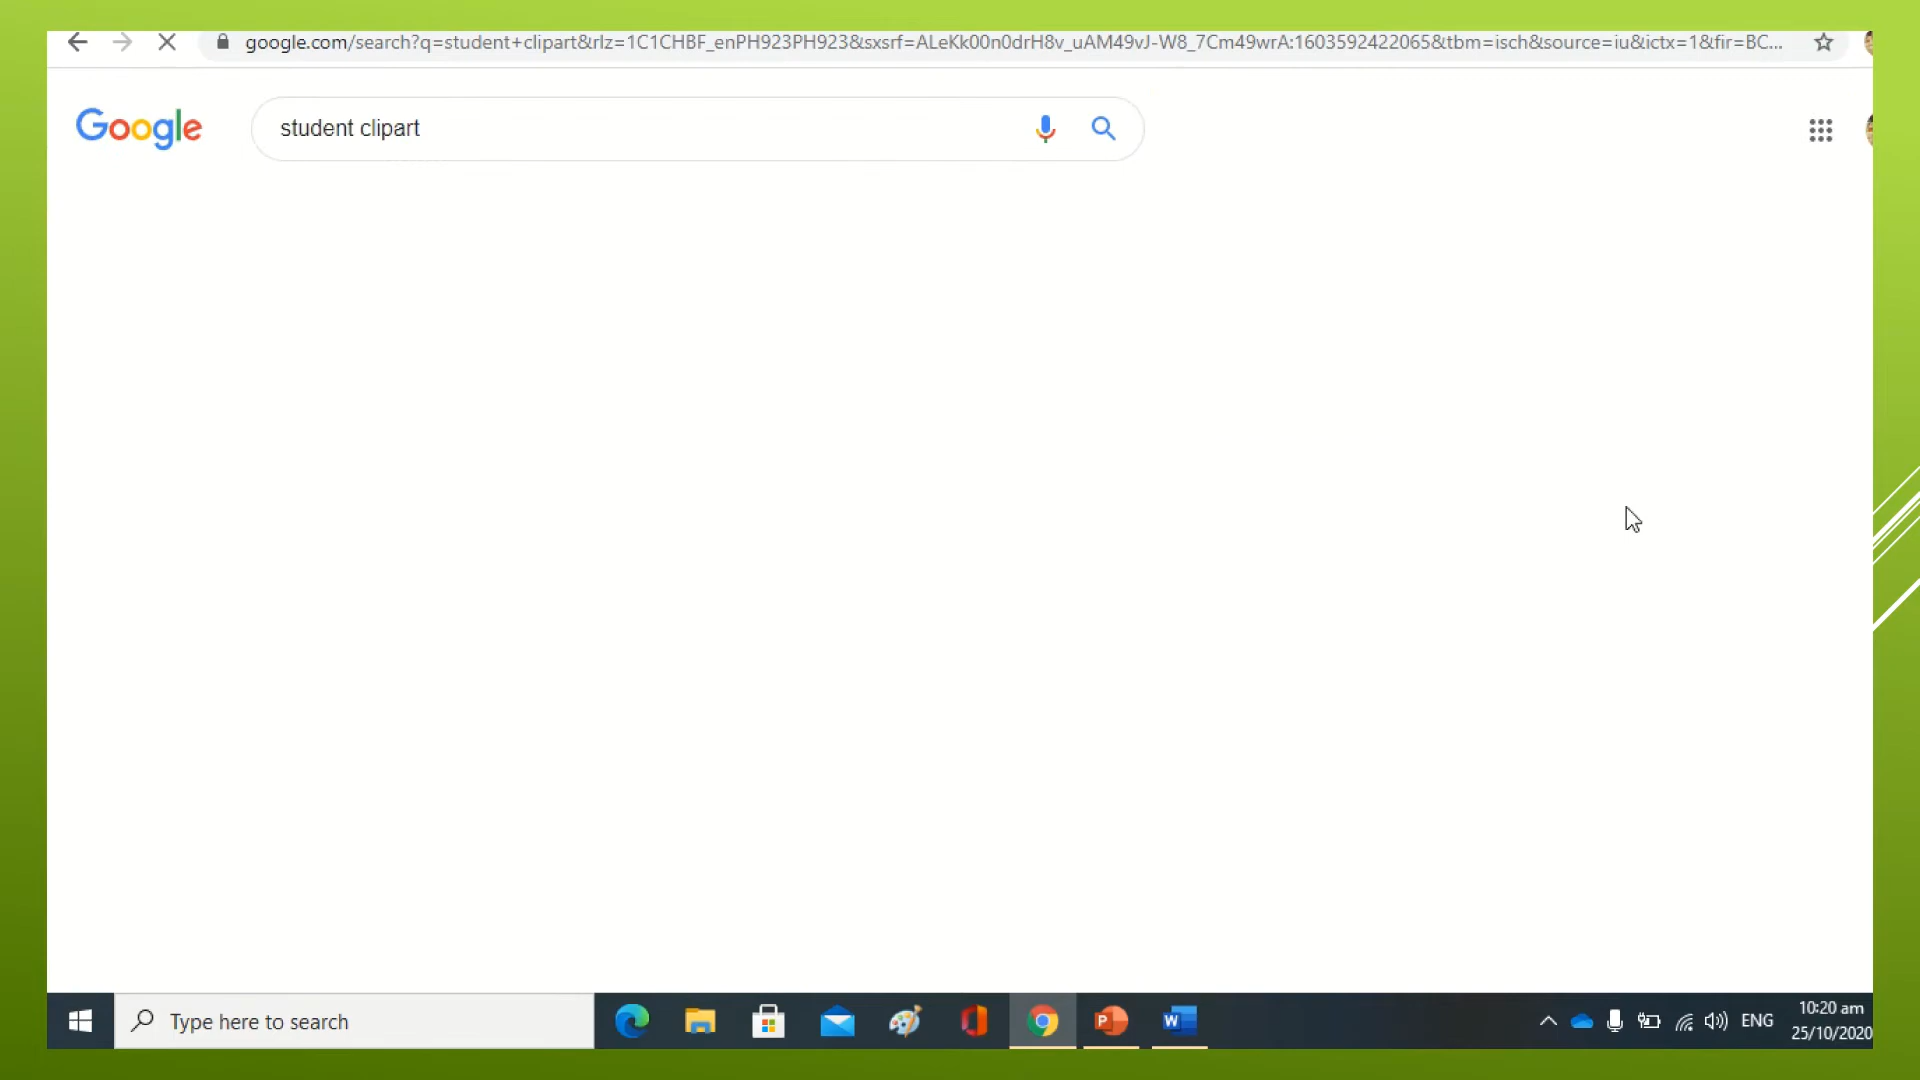 google.com/search?q=student+clipart&rlz=1C1CHBF_enPH923PH923&sxsrf=ALeKk00n0drH8v_uAM49vJ-W8_7Cm49wrA:1603592422065&tbm=isch&source=iu&ictx=1&fir=BC...
Google
student clipart
Type here to search
P
W
ENG
10:20 am
25/10/2020